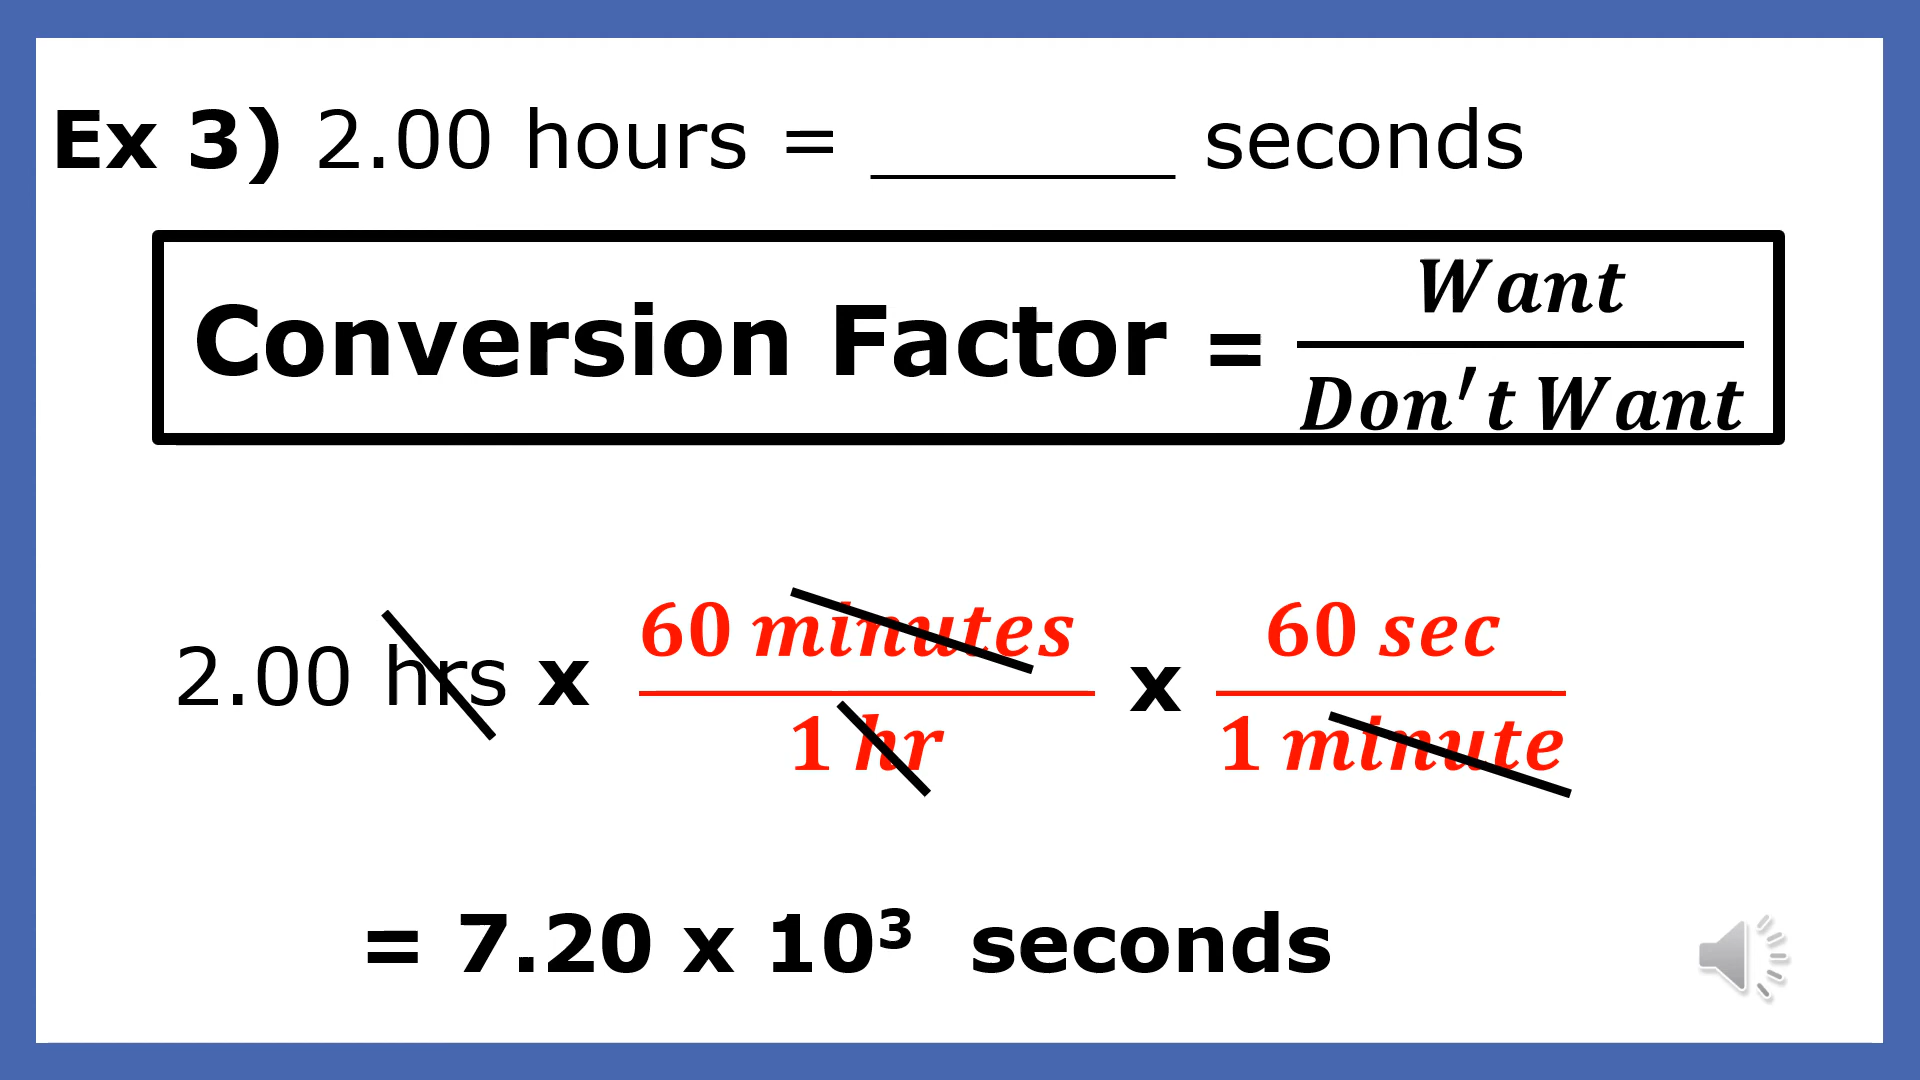 Ex 3) 2.00 hours = ________ seconds
Conversion Factor = Want
Don't Want
2.00 hrs x 60 minutes x 60 sec
1 hr 1 minute
= 7.20 x 10³ seconds